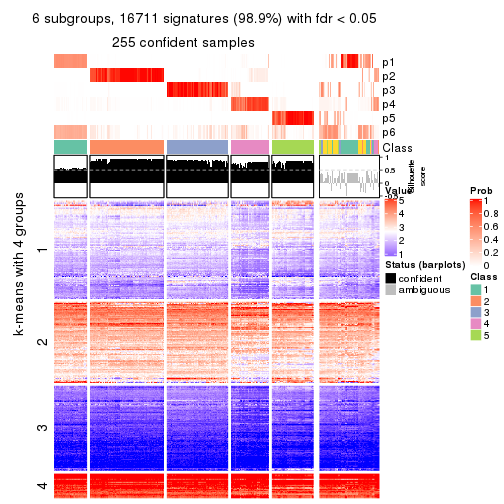 6 subgroups, 16711 signatures (98.9%) with fdr < 0.05
255 confident samples
p1
p2
p3
p4
p5
p6
Class
1
0.5
0
-0.5
Silhouette
score
k-means with 4 groups
1
2
3
4
Value
5
4
3
2
1
Status (barplots)
confident
ambiguous
Prob
1
0.8
0.6
0.4
0.2
0
Class
1
2
3
4
5